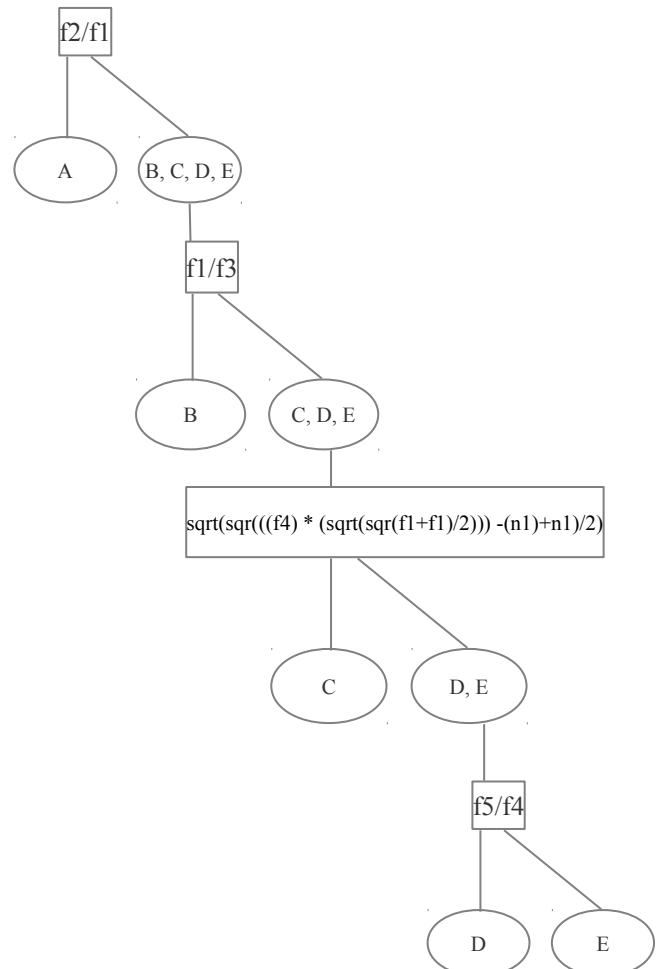 f2/f1
A
B, C, D, E
f1/f3
B
C, D, E
sqrt(sqr(((f4) * (sqrt(sqr(f1+f1)/2))) -(n1)+n1)/2)
C
D, E
f5/f4
D
E